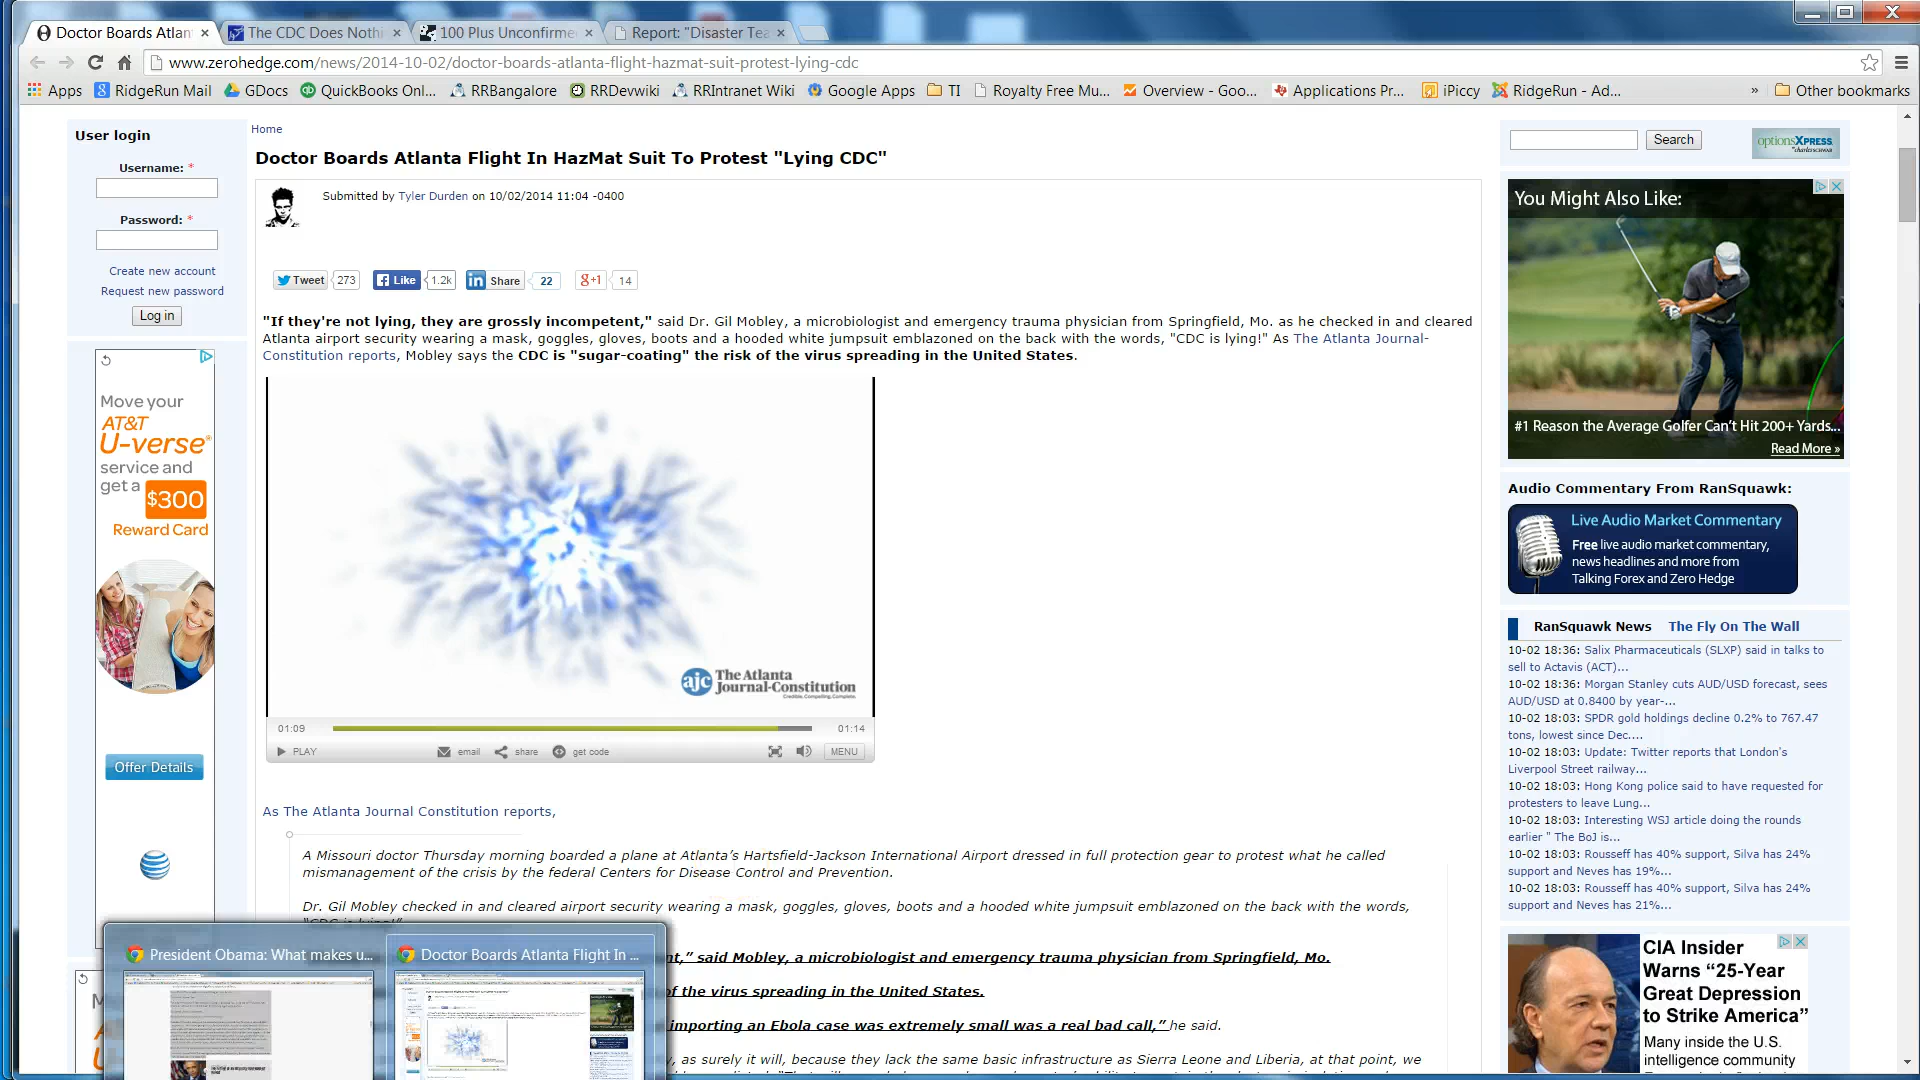 Doctor Boards Atlan
The CDC Does Nothi
100 Plus Unconfirme
Report: "Disaster Tea
www.zerohedge.com/news/2014-10-02/doctor-boards-atlanta-flight-hazmat-suit-protest-lying-cdc
Apps RidgeRun Mail GDocs QuickBooks Onl... RRBangalore RRDevwiki RRIntranet Wiki Google Apps TI Royalty Free Mu... Overview - Goo... Applications Pr... iPiccy RidgeRun - Ad... » Other bookmarks
User login
Username: *
Password: *
Create new account
Request new password
Log in
Move your
AT&T
U-verse®
service and
get a $300
Reward Card
Offer Details
Home
Doctor Boards Atlanta Flight In HazMat Suit To Protest "Lying CDC"
Submitted by Tyler Durden on 10/02/2014 11:04 -0400
Tweet 273 Like 1.2k Share 22 g+1 14
"If they're not lying, they are grossly incompetent," said Dr. Gil Mobley, a microbiologist and emergency trauma physician from Springfield, Mo. as he checked in and cleared
Atlanta airport security wearing a mask, goggles, gloves, boots and a hooded white jumpsuit emblazoned on the back with the words, "CDC is lying!" As The Atlanta Journal-
Constitution reports, Mobley says the CDC is "sugar-coating" the risk of the virus spreading in the United States.
ajc The Atlanta
Journal-Constitution
Credible. Compelling. Complete.
01:09 01:14
PLAY email share get code MENU
As The Atlanta Journal Constitution reports,
A Missouri doctor Thursday morning boarded a plane at Atlanta’s Hartsfield-Jackson International Airport dressed in full protection gear to protest what he called
mismanagement of the crisis by the federal Centers for Disease Control and Prevention.
Dr. Gil Mobley checked in and cleared airport security wearing a mask, goggles, gloves, boots and a hooded white jumpsuit emblazoned on the back with the words,
“CDC is lying!”
nt,” said Mobley, a microbiologist and emergency trauma physician from Springfield, Mo.
of the virus spreading in the United States.
importing an Ebola case was extremely small was a real bad call,” he said.
y, as surely it will, because they lack the same basic infrastructure as Sierra Leone and Liberia, at that point, we
President Obama: What makes u...
Doctor Boards Atlanta Flight In ...
Search
optionsXpress
by charles schwab
You Might Also Like:
#1 Reason the Average Golfer Can’t Hit 200+ Yards...
Read More »
Audio Commentary From RanSquawk:
Live Audio Market Commentary
Free live audio market commentary,
news headlines and more from
Talking Forex and Zero Hedge
RanSquawk News The Fly On The Wall
10-02 18:36: Salix Pharmaceuticals (SLXP) said in talks to
sell to Actavis (ACT)...
10-02 18:36: Morgan Stanley cuts AUD/USD forecast, sees
AUD/USD at 0.8400 by year-...
10-02 18:03: SPDR gold holdings decline 0.2% to 767.47
tons, lowest since Dec....
10-02 18:03: Update: Twitter reports that London's
Liverpool Street railway...
10-02 18:03: Hong Kong police said to have requested for
protesters to leave Lung...
10-02 18:03: Interesting WSJ article doing the rounds
earlier " The BoJ is...
10-02 18:03: Rousseff has 40% support, Silva has 24%
support and Neves has 19%...
10-02 18:03: Rousseff has 40% support, Silva has 24%
support and Neves has 21%...
CIA Insider
Warns “25-Year
Great Depression
to Strike America”
Many inside the U.S.
intelligence community